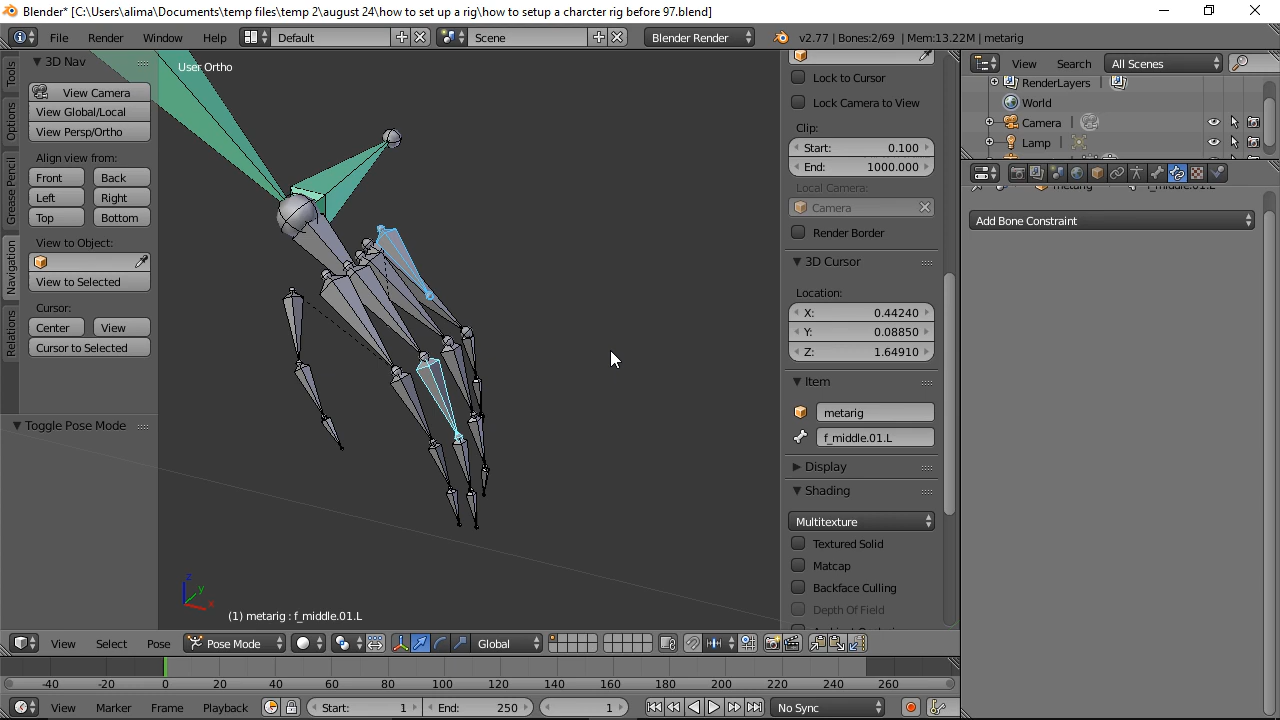 Blender* [C:\Users\alima\Documents\temp files\temp 2\august 24\how to set up a rig\how to setup a charcter rig before 97.blend]
File Render Window Help Default Scene Blender Render v2.77 | Bones:2/69 | Mem:13.22M | metarig
View Search All Scenes
Tools
Options
Grease Pencil
Navigation
Relations
3D Nav
View Camera
View Global/Local
View Persp/Ortho
Align view from:
Front Back
Left Right
Top Bottom
View to Object:
View to Selected
Cursor:
Center View
Cursor to Selected
Toggle Pose Mode
User Ortho
z
y
x
(1) metarig : f_middle.01.L
Lock to Cursor
Lock Camera to View
Clip:
Start: 0.100
End: 1000.000
Local Camera:
Camera
Render Border
3D Cursor
Location:
X: 0.44240
Y: 0.08850
Z: 1.64910
Item
metarig
f_middle.01.L
Display
Shading
Multitexture
Textured Solid
Matcap
Backface Culling
Depth Of Field
RenderLayers
World
Camera
Lamp
metarig f_middle.01.L
Add Bone Constraint
View Select Pose Pose Mode Global
-40 -20 0 20 40 60 80 100 120 140 160 180 200 220 240 260
View Marker Frame Playback Start: 1 End: 250 1 No Sync